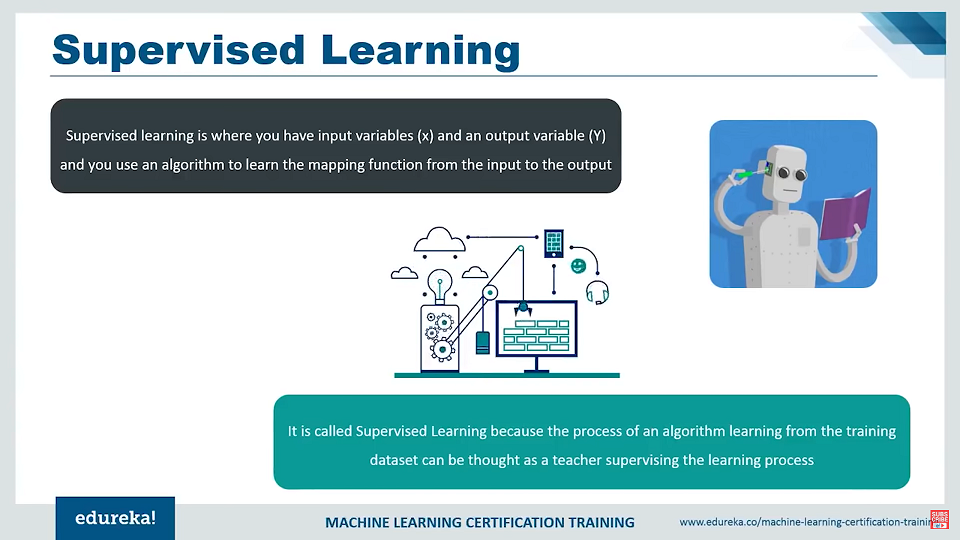 Supervised Learning
Supervised learning is where you have input variables (x) and an output variable (Y)
and you use an algorithm to learn the mapping function from the input to the output
It is called Supervised Learning because the process of an algorithm learning from the training
dataset can be thought as a teacher supervising the learning process
edureka!
MACHINE LEARNING CERTIFICATION TRAINING
www.edureka.co/machine-learning-certification-training
SUBSCRIBE